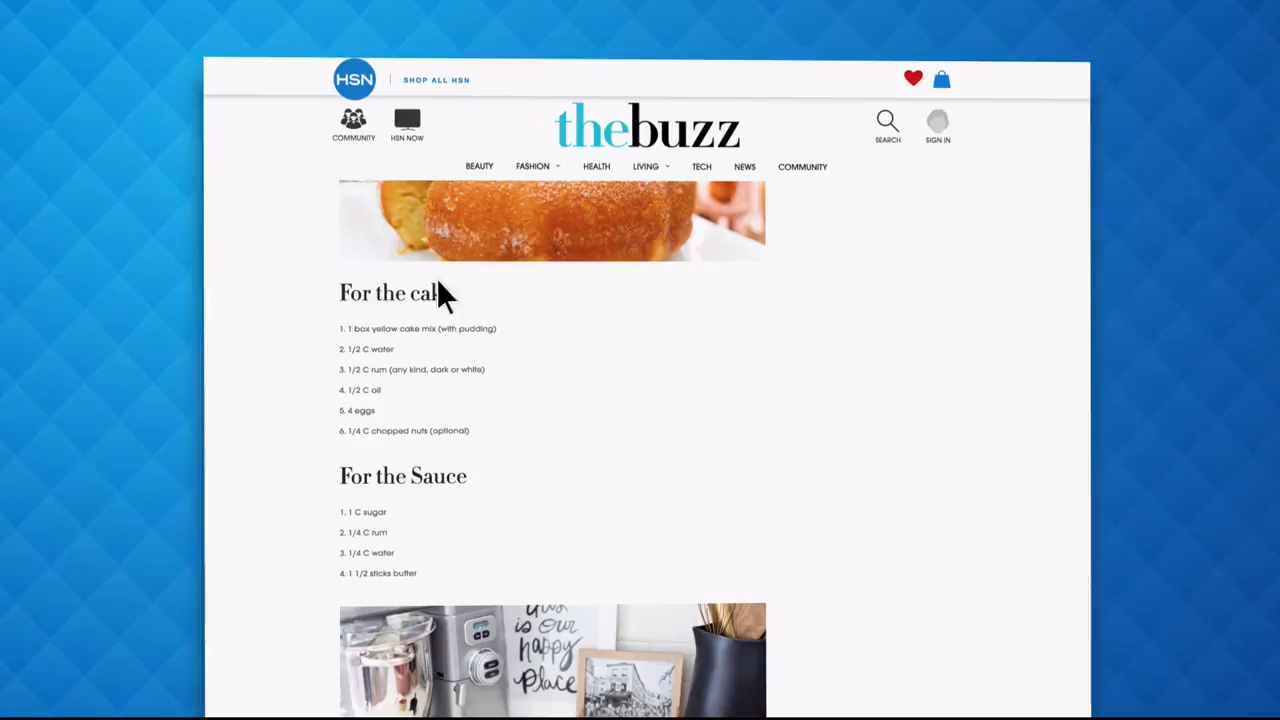 HSN
SHOP ALL HSN
COMMUNITY
HSN NOW
thebuzz
SEARCH
SIGN IN
BEAUTY
FASHION
HEALTH
LIVING
TECH
NEWS
COMMUNITY
For the
1. 1 box yellow cake mix (with pudding)
2. 1/2 C water
3. 1/2 C rum (any kind, dark or white)
4. 1/2 C oil
5. 4 eggs
6. 1/4 C chopped nuts (optional)
For the Sauce
1. 1 C sugar
2. 1/4 C rum
3. 1/4 C water
4. 1 1/2 sticks butter
this
is our
happy
place